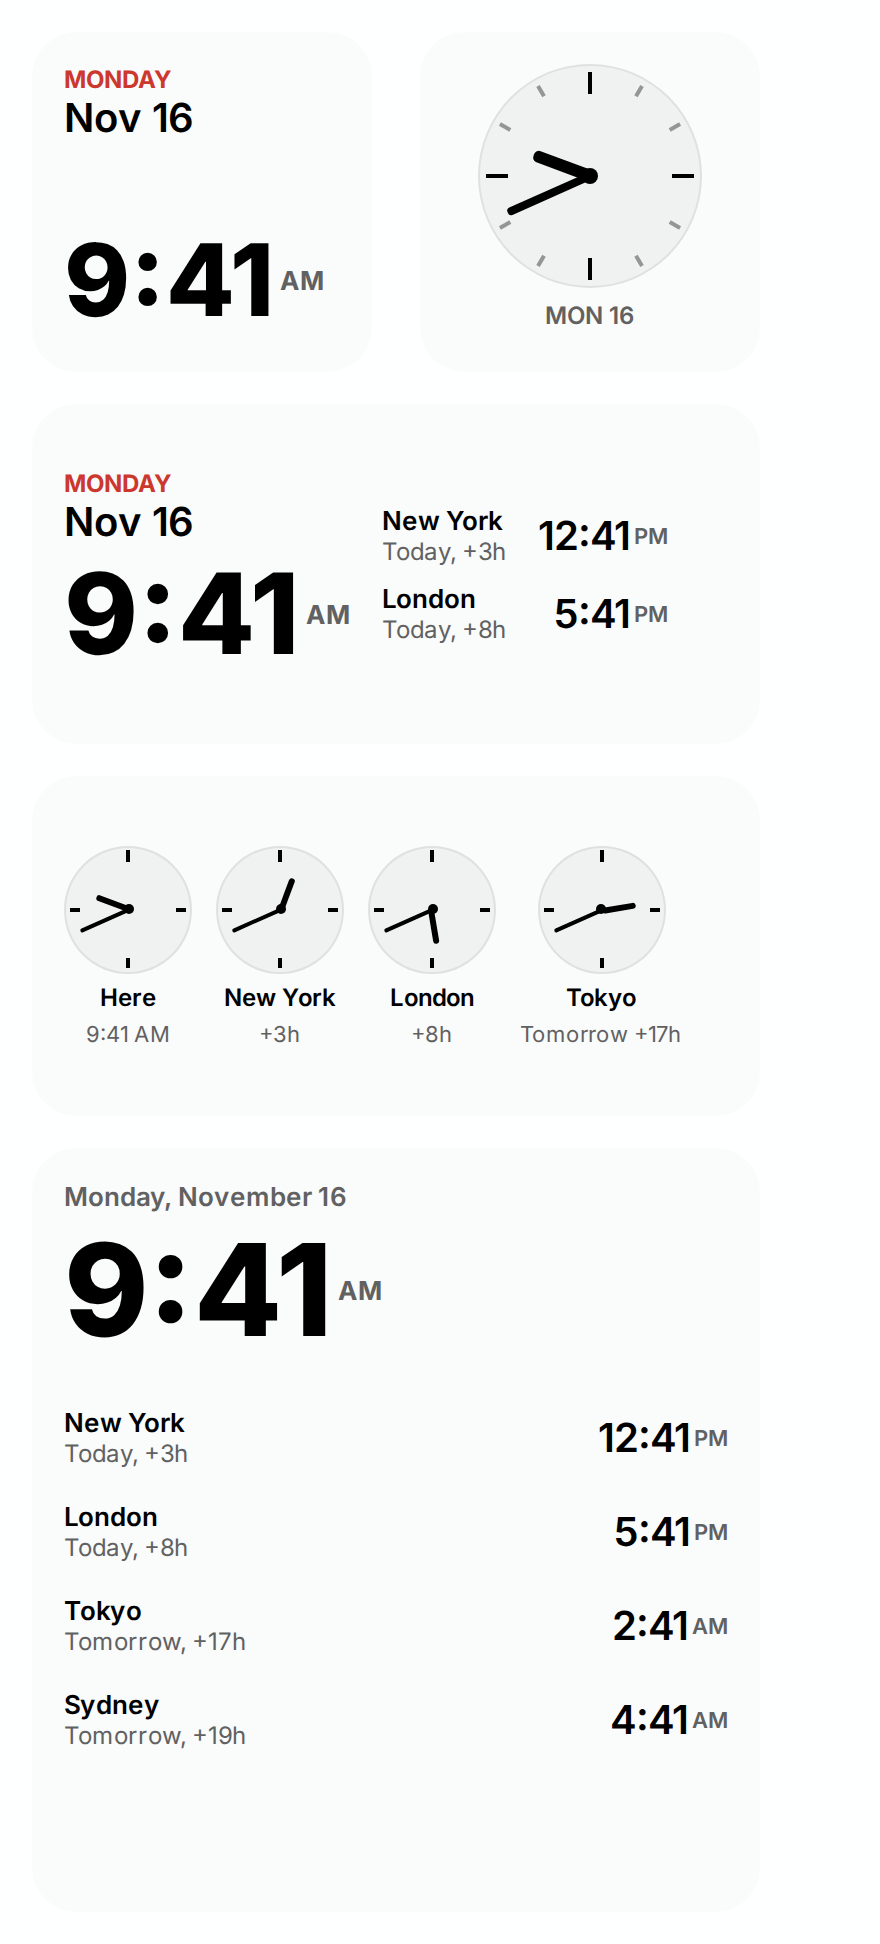 MONDAY
Nov 16
9:41 AM
MON 16
MONDAY
Nov 16
9:41 AM
New York
Today, +3h
12:41 PM
London
Today, +8h
5:41 PM
Here
9:41 AM
New York
+3h
London
+8h
Tokyo
Tomorrow +17h
Monday, November 16
9:41 AM
New York
Today, +3h
12:41 PM
London
Today, +8h
5:41 PM
Tokyo
Tomorrow, +17h
2:41 AM
Sydney
Tomorrow, +19h
4:41 AM